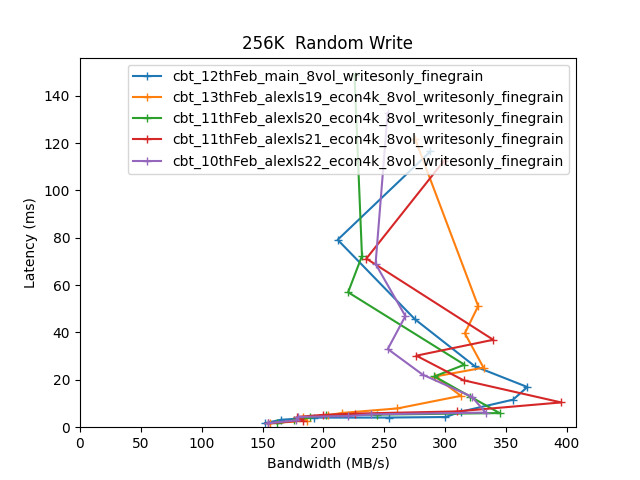 256K  Random Write
cbt_12thFeb_main_8vol_writesonly_finegrain
cbt_13thFeb_alexls19_econ4k_8vol_writesonly_finegrain
cbt_11thFeb_alexls20_econ4k_8vol_writesonly_finegrain
cbt_11thFeb_alexls21_econ4k_8vol_writesonly_finegrain
cbt_10thFeb_alexls22_econ4k_8vol_writesonly_finegrain
140
120
100
80
60
40
20
0
Latency (ms)
0 50 100 150 200 250 300 350 400
Bandwidth (MB/s)